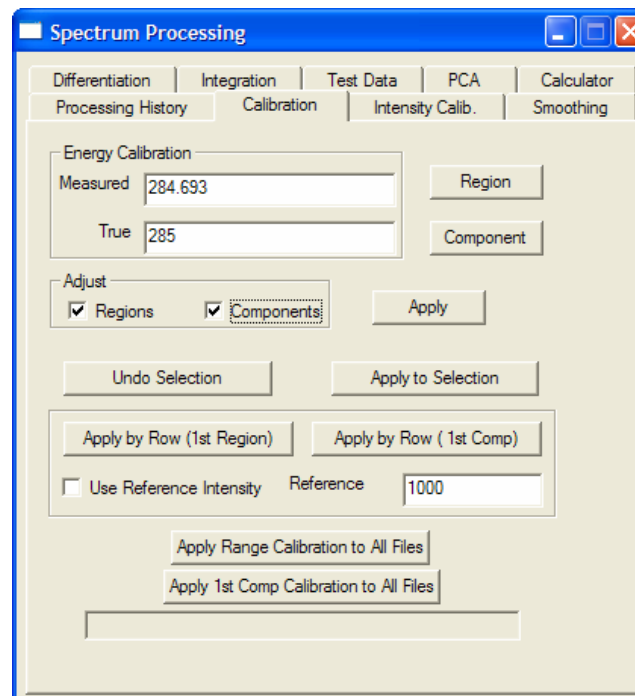 Spectrum Processing
Differentiation Integration Test Data PCA Calculator
Processing History Calibration Intensity Calib. Smoothing
Energy Calibration
Measured 284.693 Region
True 285 Component
Adjust
Regions Components Apply
Undo Selection Apply to Selection
Apply by Row (1st Region) Apply by Row ( 1st Comp)
Use Reference Intensity Reference 1000
Apply Range Calibration to All Files
Apply 1st Comp Calibration to All Files